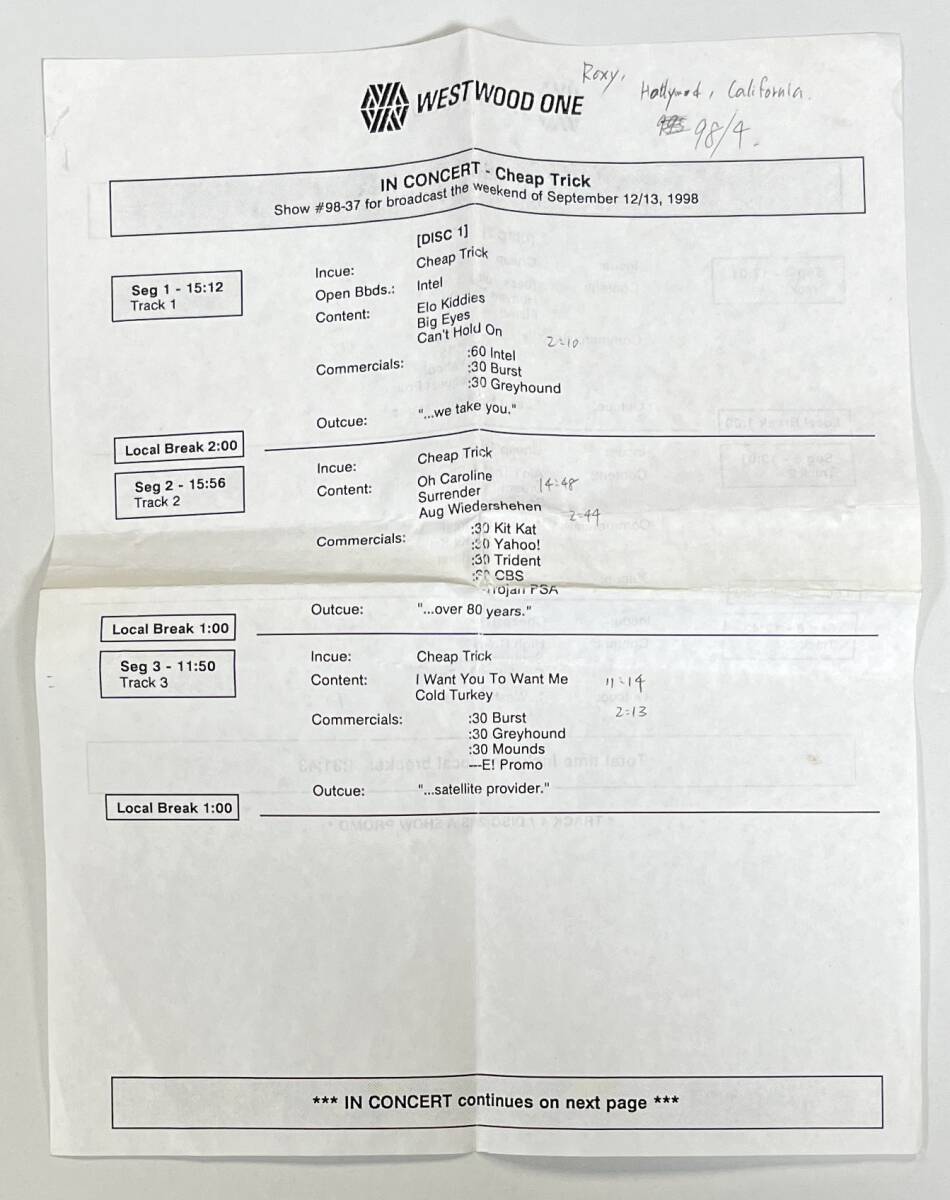 WESTWOOD ONE
Roxy,
Hollywood, California.
98/4.
IN CONCERT - Cheap Trick
Show #98-37 for broadcast the weekend of September 12/13, 1998
[DISC 1]
Seg 1 - 15:12
Track 1
Incue: Cheap Trick
Open Bbds.: Intel
Content: Elo Kiddies
Big Eyes
Can't Hold On 2:10
Commercials: :60 Intel
:30 Burst
:30 Greyhound
Outcue: "...we take you."
Local Break 2:00
Seg 2 - 15:56
Track 2
Incue: Cheap Trick
Content: Oh Caroline 14:48
Surrender
Aug Wiedershehen 2:44
Commercials: :30 Kit Kat
:30 Yahoo!
:30 Trident
CBS
Trojan PSA
Outcue: "...over 80 years."
Local Break 1:00
Seg 3 - 11:50
Track 3
Incue: Cheap Trick
Content: I Want You To Want Me 11:14
Cold Turkey 2:13
Commercials: :30 Burst
:30 Greyhound
:30 Mounds
---E! Promo
Outcue: "...satellite provider."
Local Break 1:00
*** IN CONCERT continues on next page ***